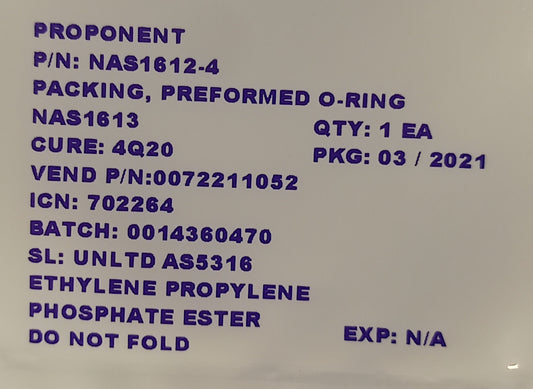 PROPONENT
P/N: NAS1612-4
PACKING, PREFORMED O-RING
NAS1613 QTY: 1 EA
CURE: 4Q20 PKG: 03 / 2021
VEND P/N:0072211052
ICN: 702264
BATCH: 0014360470
SL: UNLTD AS5316
ETHYLENE PROPYLENE
PHOSPHATE ESTER
DO NOT FOLD EXP: N/A